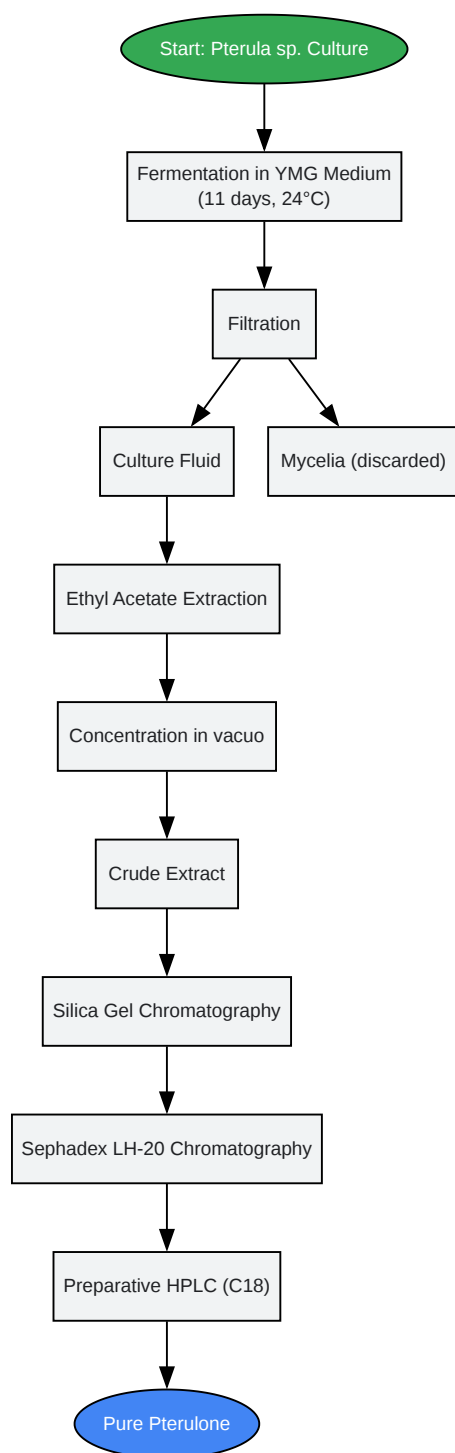 Start: Pterula sp. Culture
Fermentation in YMG Medium
(11 days, 24°C)
Filtration
Culture Fluid
Mycelia (discarded)
Ethyl Acetate Extraction
Concentration in vacuo
Crude Extract
Silica Gel Chromatography
Sephadex LH-20 Chromatography
Preparative HPLC (C18)
Pure Pterulone